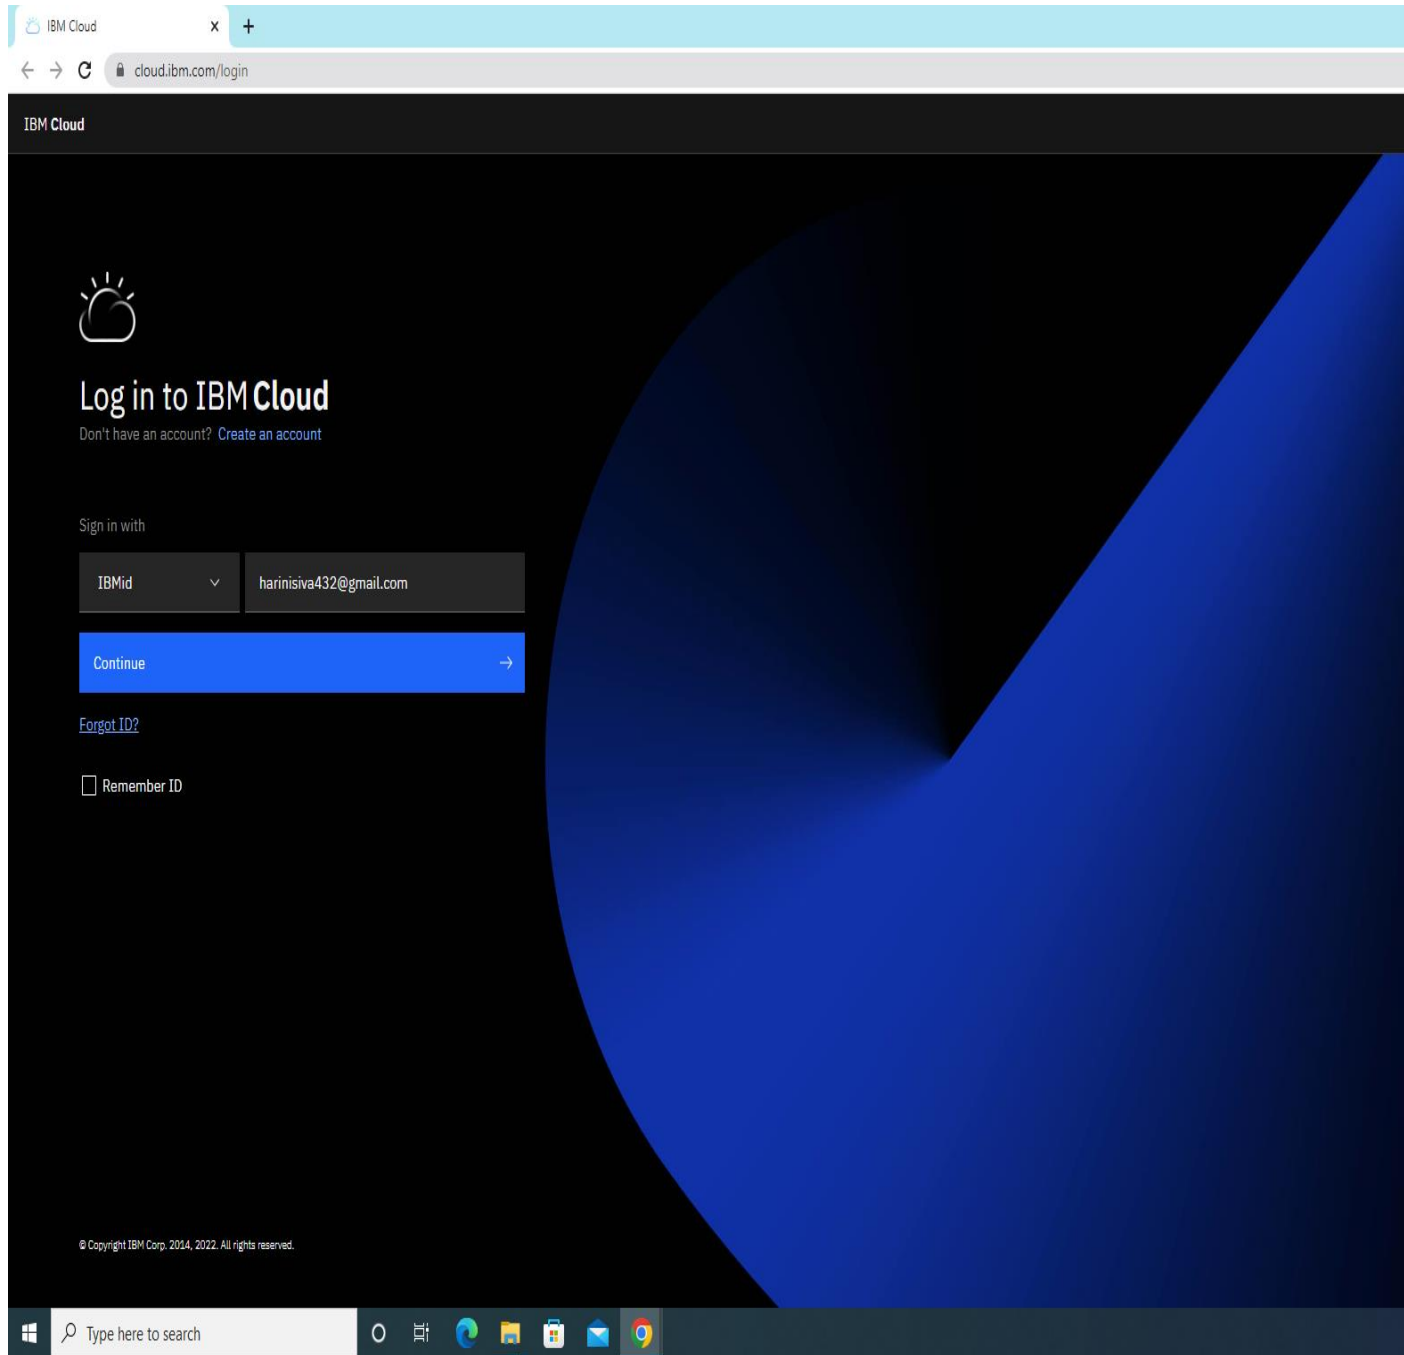 IBM Cloud
cloud.ibm.com/login
IBM Cloud
Log in to IBM Cloud
Don't have an account? Create an account
Sign in with
IBMid harinisiva432@gmail.com
Continue
Forgot ID?
Remember ID
© Copyright IBM Corp. 2014, 2022. All rights reserved.
Type here to search